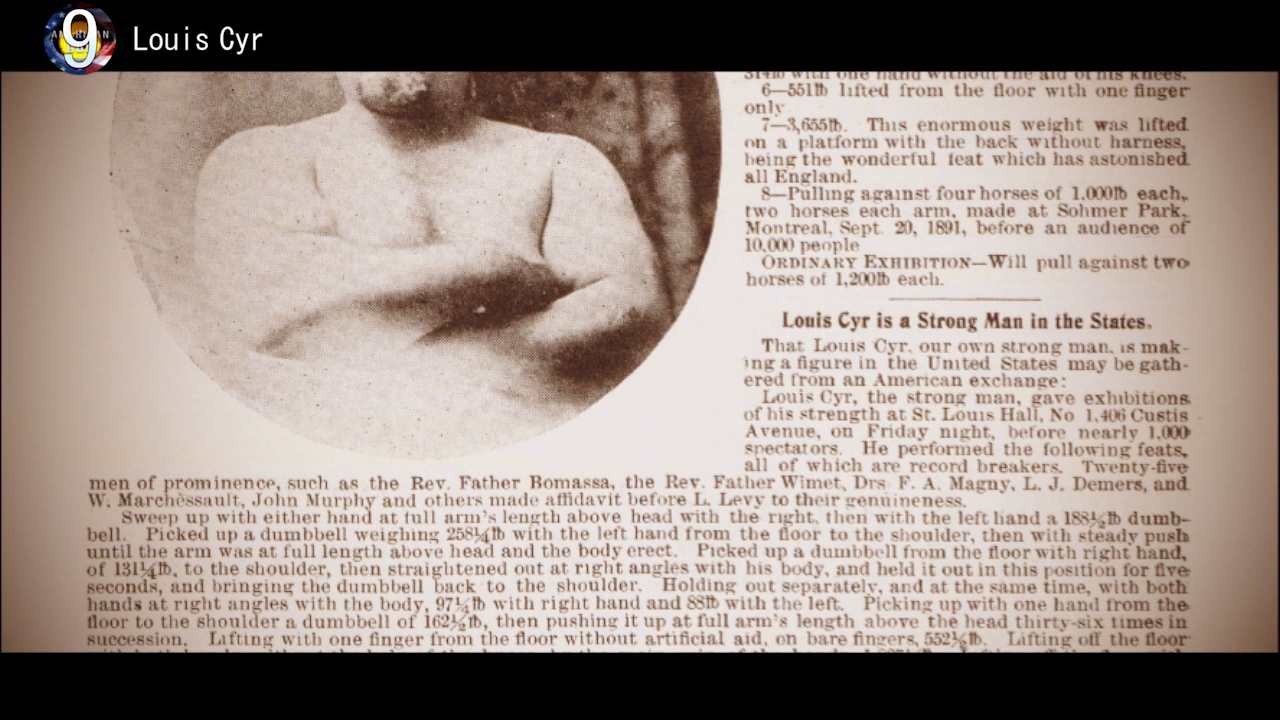 9
Louis Cyr
314lb with one hand without the aid of his knees.
6—551lb lifted from the floor with one finger
only
7—3,655lb. This enormous weight was lifted
on a platform with the back without harness,
being the wonderful feat which has astonished
all England.
8—Pulling against four horses of 1.000lb each,
two horses each arm, made at Sohmer Park,
Montreal, Sept. 20, 1891, before an audience of
10,000 people
ORDINARY EXHIBITION—Will pull against two
horses of 1,200lb each.
Louis Cyr is a Strong Man in the States.
That Louis Cyr, our own strong man, is mak-
ing a figure in the United States may be gath-
ered from an American exchange:
Louis Cyr, the strong man, gave exhibitions
of his strength at St. Louis Hall, No 1,406 Custis
Avenue, on Friday night, before nearly 1,000
spectators. He performed the following feats,
all of which are record breakers. Twenty-five
men of prominence, such as the Rev. Father Bomassa, the Rev. Father Wimet, Drs F. A. Magny, L. J. Demers, and
W. Marchèssault, John Murphy and others made affidavit before L. Levy to their genuineness.
Sweep up with either hand at full arm's length above head with the right, then with the left hand a 188½lb dumb-
bell. Picked up a dumbbell weighing 258¼lb with the left hand from the floor to the shoulder, then with steady push
until the arm was at full length above head and the body erect. Picked up a dumbbell from the floor with right hand,
of 131¼lb, to the shoulder, then straightened out at right angles with his body, and held it out in this position for five
seconds, and bringing the dumbbell back to the shoulder. Holding out separately, and at the same time, with both
hands at right angles with the body, 97¼lb with right hand and 88lb with the left. Picking up with one hand from the
floor to the shoulder a dumbbell of 162½lb, then pushing it up at full arm's length above the head thirty-six times in
succession. Lifting with one finger from the floor without artificial aid, on bare fingers, 552½lb. Lifting off the floor